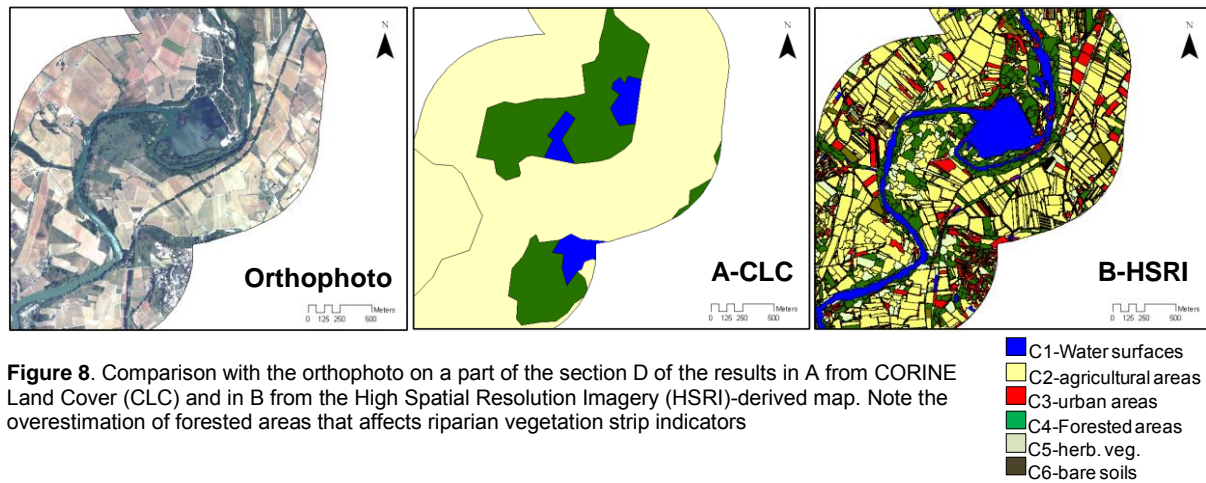 N
N
N
Orthophoto
A-CLC
B-HSRI
Meters
0 125 250 500
Meters
0 125 250 500
Meters
0 125 250 500
Figure 8. Comparison with the orthophoto on a part of the section D of the results in A from CORINE
Land Cover (CLC) and in B from the High Spatial Resolution Imagery (HSRI)-derived map. Note the
overestimation of forested areas that affects riparian vegetation strip indicators
C1-Water surfaces
C2-agricultural areas
C3-urban areas
C4-Forested areas
C5-herb. veg.
C6-bare soils